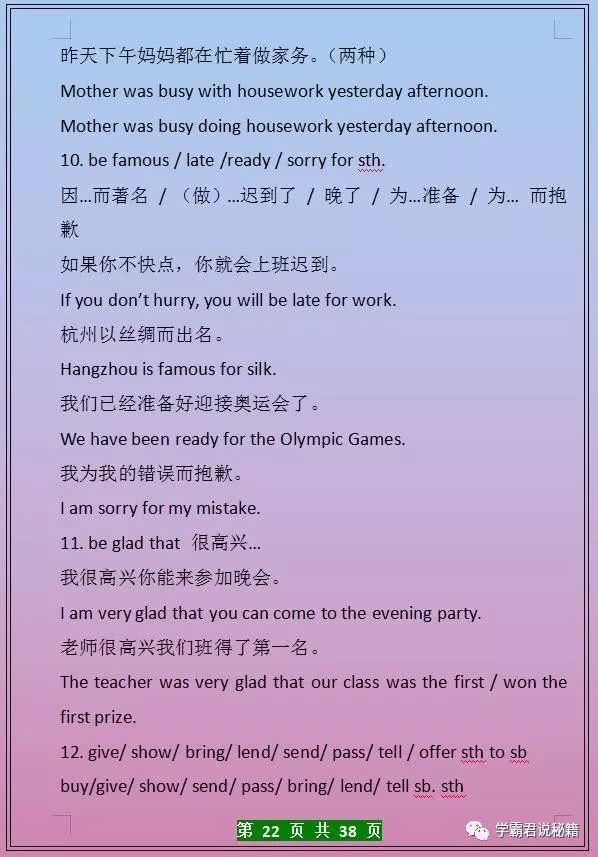 昨天下午妈妈都在忙着做家务。（两种）
Mother was busy with housework yesterday afternoon.
Mother was busy doing housework yesterday afternoon.
10. be famous / late /ready / sorry for sth.
因…而著名 / （做）…迟到了 / 晚了 / 为…准备 / 为… 而抱
歉
如果你不快点，你就会上班迟到。
If you don’t hurry, you will be late for work.
杭州以丝绸而出名。
Hangzhou is famous for silk.
我们已经准备好迎接奥运会了。
We have been ready for the Olympic Games.
我为我的错误而抱歉。
I am sorry for my mistake.
11. be glad that 很高兴…
我很高兴你能来参加晚会。
I am very glad that you can come to the evening party.
老师很高兴我们班得了第一名。
The teacher was very glad that our class was the first / won the
first prize.
12. give/ show/ bring/ lend/ send/ pass/ tell / offer sth to sb
buy/give/ show/ send/ pass/ bring/ lend/ tell sb. sth
第 22 页 共 38 页
学霸君说秘籍